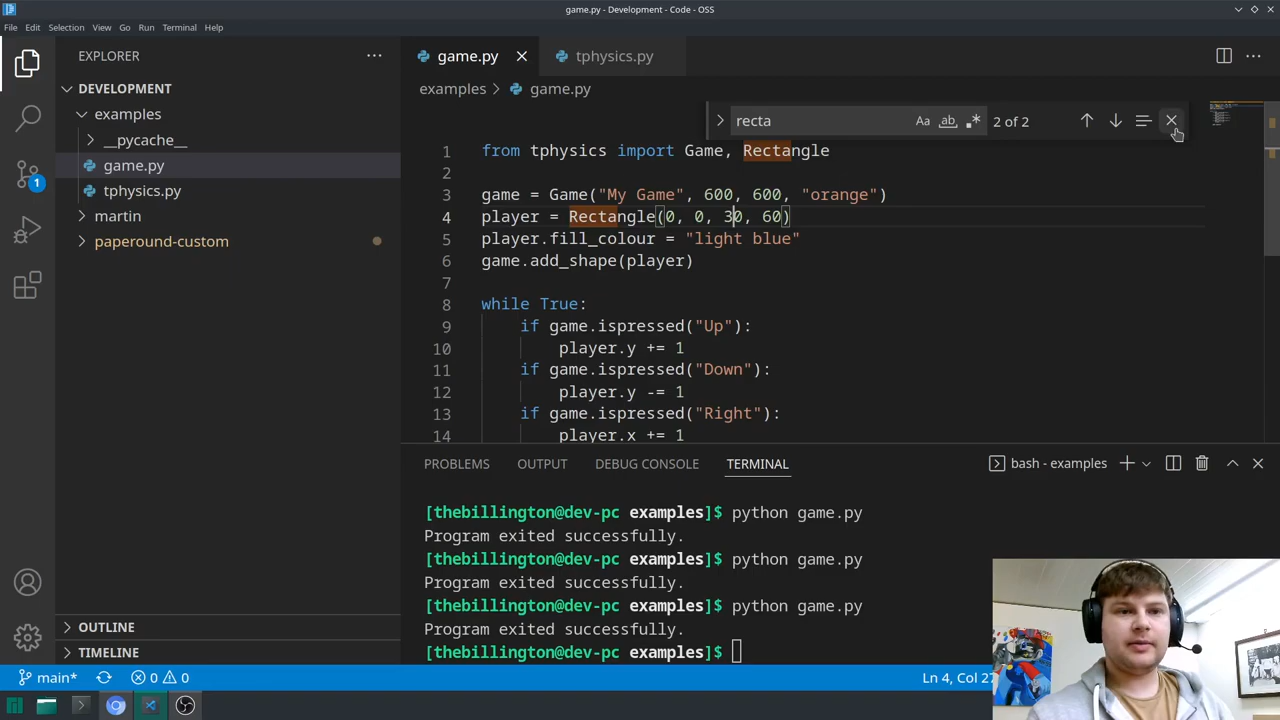 game.py - Development - Code - OSS
File Edit Selection View Go Run Terminal Help
EXPLORER
DEVELOPMENT
examples
__pycache__
game.py
tphysics.py
martin
paperound-custom
OUTLINE
TIMELINE
1
game.py
tphysics.py
examples > game.py
recta
Aa ab .* 2 of 2
1 from tphysics import Game, Rectangle
2
3 game = Game("My Game", 600, 600, "orange")
4 player = Rectangle(0, 0, 30, 60)
5 player.fill_colour = "light blue"
6 game.add_shape(player)
7
8 while True:
9 if game.ispressed("Up"):
10 player.y += 1
11 if game.ispressed("Down"):
12 player.y -= 1
13 if game.ispressed("Right"):
14 player.x += 1
PROBLEMS OUTPUT DEBUG CONSOLE TERMINAL
bash - examples
[thebillington@dev-pc examples]$ python game.py
Program exited successfully.
[thebillington@dev-pc examples]$ python game.py
Program exited successfully.
[thebillington@dev-pc examples]$ python game.py
Program exited successfully.
[thebillington@dev-pc examples]$
main* 0 0
Ln 4, Col 27